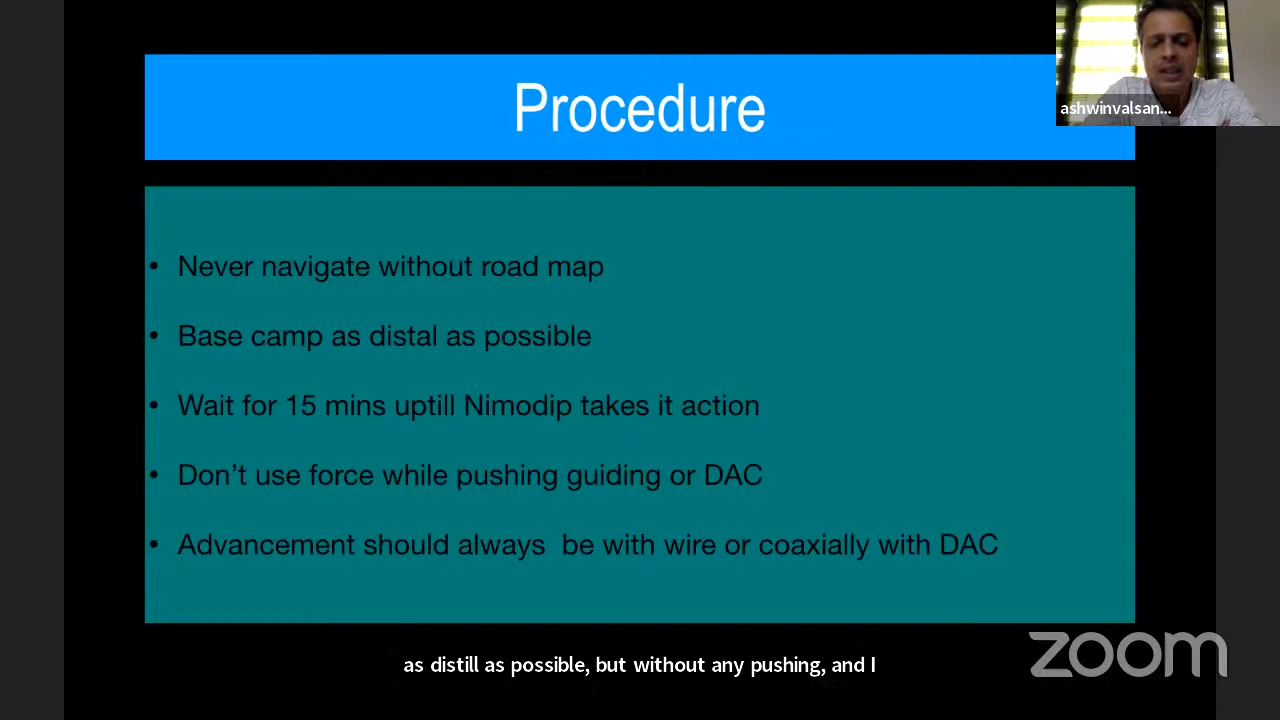 Procedure
ashwinvalsan...
• Never navigate without road map
• Base camp as distal as possible
• Wait for 15 mins uptill Nimodip takes it action
• Don't use force while pushing guiding or DAC
• Advancement should always  be with wire or coaxially with DAC
as distill as possible, but without any pushing, and I
zoom